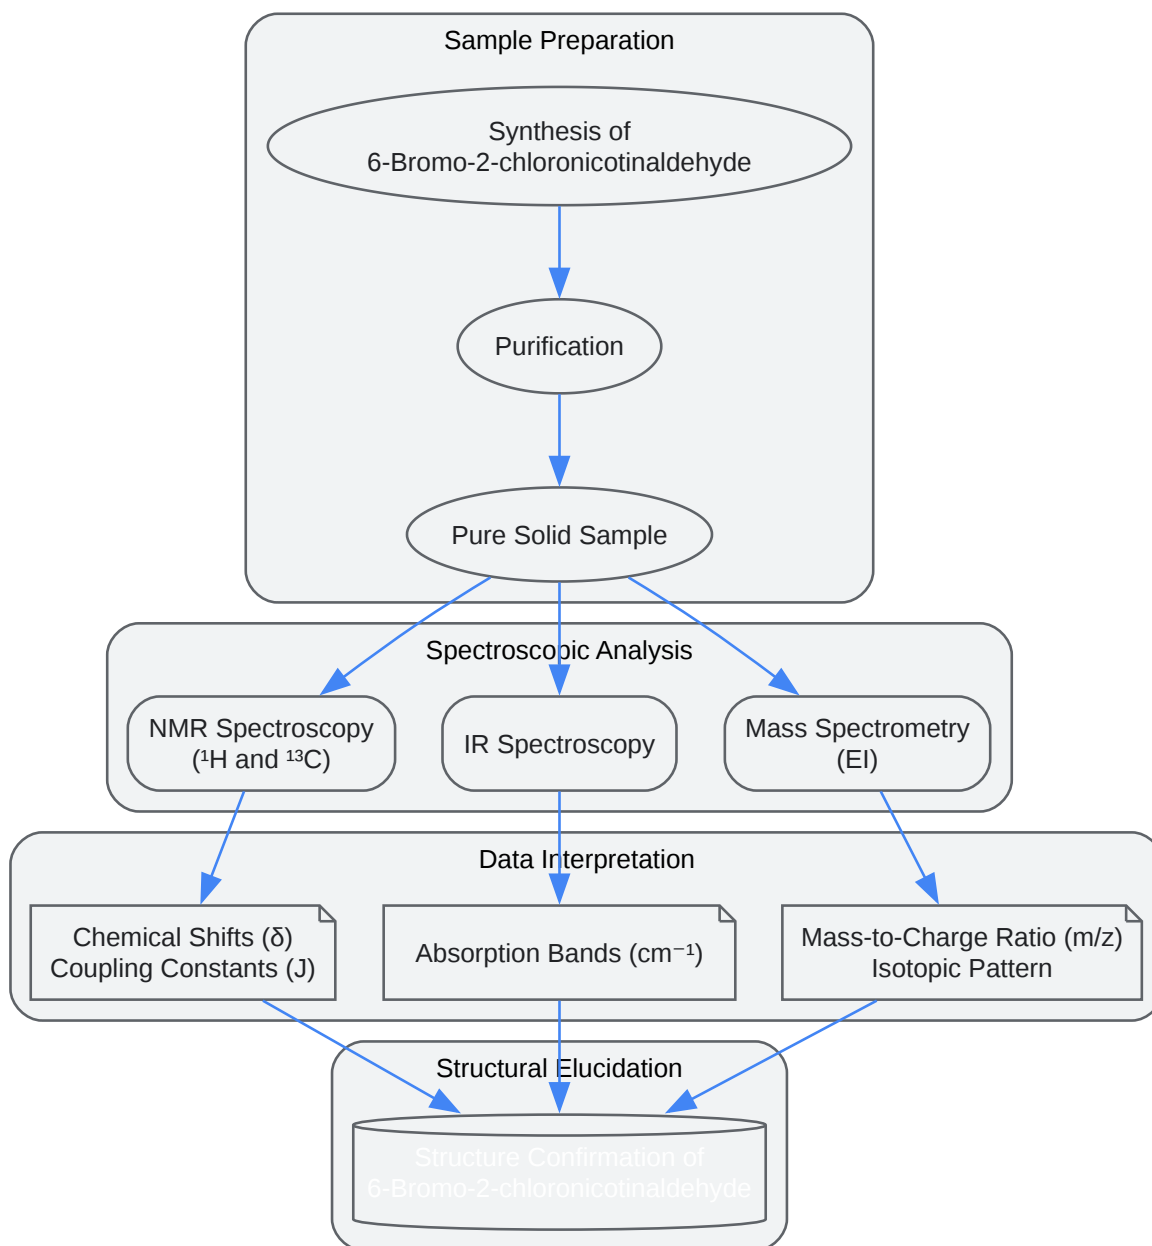 Sample Preparation
Synthesis of
6-Bromo-2-chloronicotinaldehyde
Purification
Pure Solid Sample
Spectroscopic Analysis
NMR Spectroscopy
(¹H and ¹³C)
IR Spectroscopy
Mass Spectrometry
(EI)
Data Interpretation
Chemical Shifts (δ)
Coupling Constants (J)
Absorption Bands (cm⁻¹)
Mass-to-Charge Ratio (m/z)
Isotopic Pattern
Structural Elucidation
Structure Confirmation of
6-Bromo-2-chloronicotinaldehyde